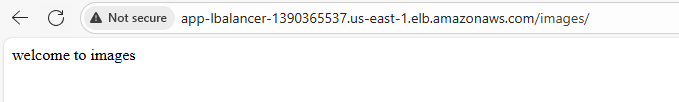 Not secure app-lbalancer-1390365537.us-east-1.elb.amazonaws.com/images/
welcome to images